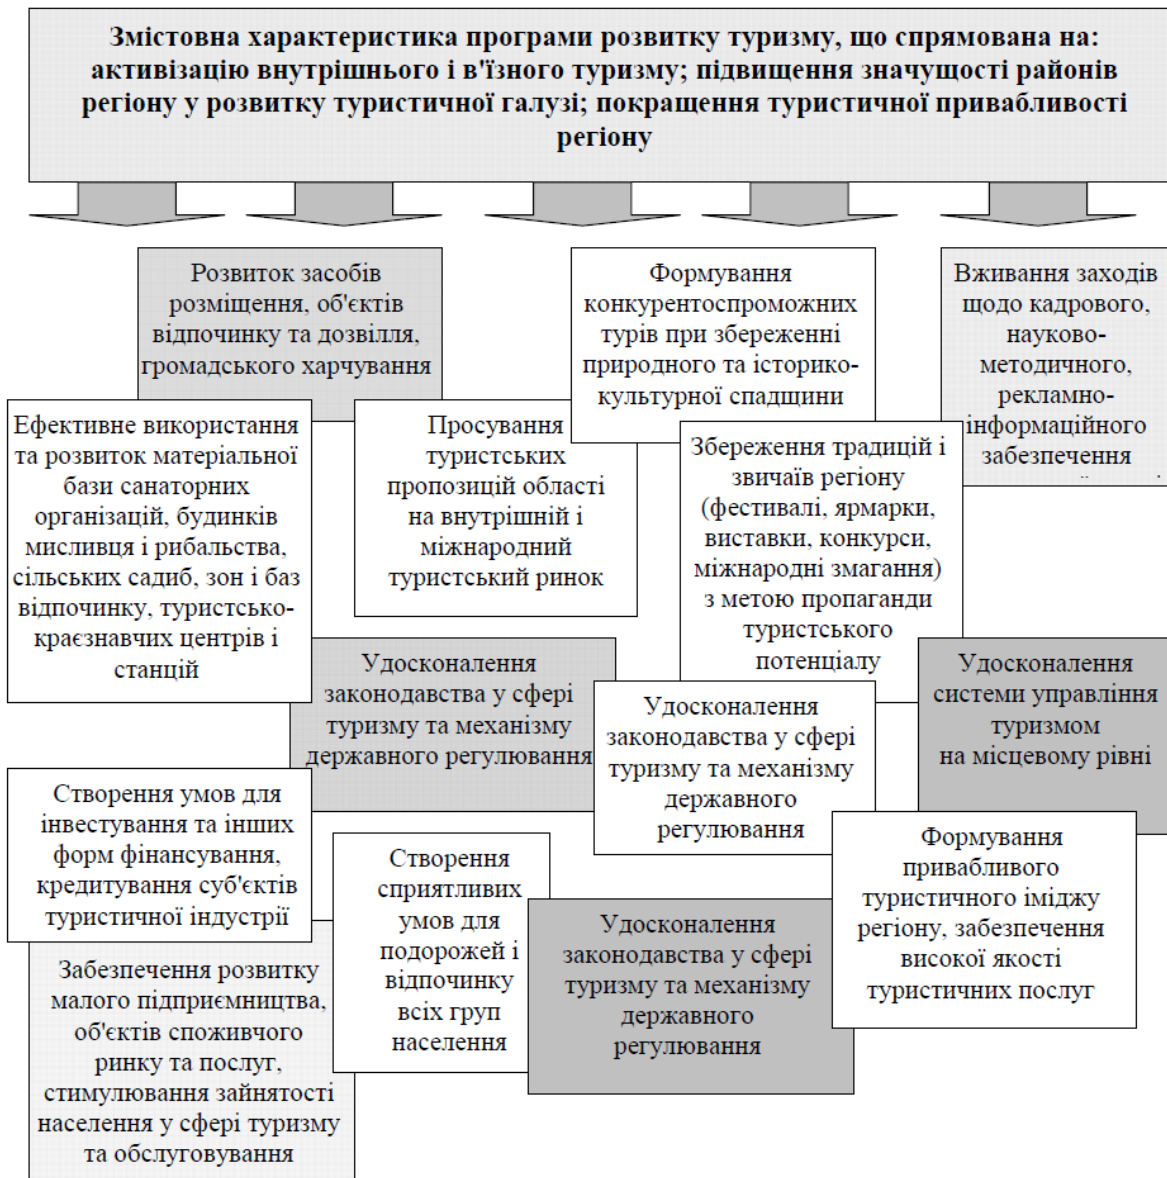 Змістовна характеристика програми розвитку туризму, що спрямована на:
активізацію внутрішнього і в'їзного туризму; підвищення значущості районів
регіону у розвитку туристичної галузі; покращення туристичної привабливості
регіону
Розвиток засобів
розміщення, об'єктів
відпочинку та дозвілля,
громадського харчування
Формування
конкурентоспроможних
турів при збереженні
природного та історико-
культурної спадщини
Вживання заходів
щодо кадрового,
науково-
методичного,
рекламно-
інформаційного
забезпечення
Ефективне використання
та розвиток матеріальної
бази санаторних
організацій, будинків
мисливця і рибальства,
сільських садиб, зон і баз
відпочинку, туристсько-
краєзнавчих центрів і
станцій
Просування
туристських
пропозицій області
на внутрішній і
міжнародний
туристський ринок
Збереження традицій і
звичаїв регіону
(фестивалі, ярмарки,
виставки, конкурси,
міжнародні змагання)
з метою пропаганди
туристського
потенціалу
Удосконалення
законодавства у сфері
туризму та механізму
державного регулювання
Удосконалення
законодавства у сфері
туризму та механізму
державного
регулювання
Удосконалення
системи управління
туризмом
на місцевому рівні
Створення умов для
інвестування та інших
форм фінансування,
кредитування суб'єктів
туристичної індустрії
Створення
сприятливих
умов для
подорожей і
відпочинку
всіх груп
населення
Удосконалення
законодавства у сфері
туризму та механізму
державного
регулювання
Формування
привабливого
туристичного іміджу
регіону, забезпечення
високої якості
туристичних послуг
Забезпечення розвитку
малого підприємництва,
об'єктів споживчого
ринку та послуг,
стимулювання зайнятості
населення у сфері туризму
та обслуговування